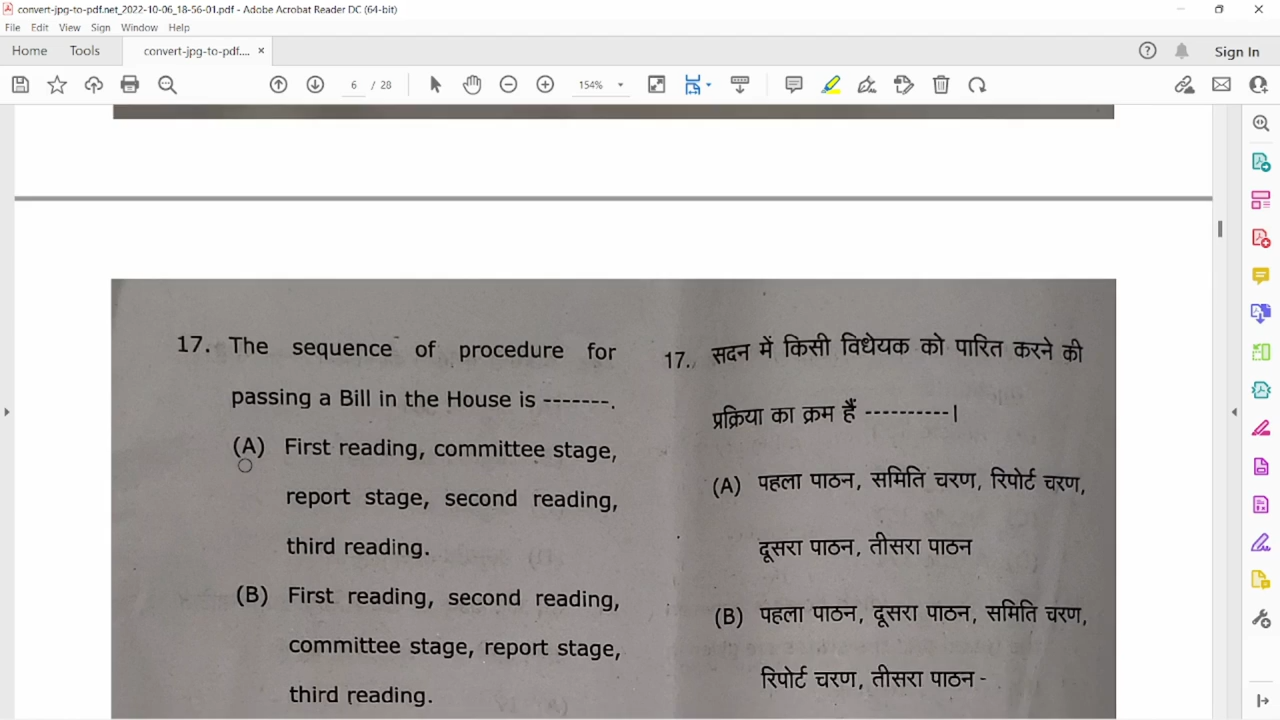 convert-jpg-to-pdf.net_2022-10-06_18-56-01.pdf - Adobe Acrobat Reader DC (64-bit)
File Edit View Sign Window Help
Home Tools convert-jpg-to-pdf.... × Sign In
6 / 28 154%
17. The sequence of procedure for
passing a Bill in the House is -------.
(A) First reading, committee stage,
report stage, second reading,
third reading.
(B) First reading, second reading,
committee stage, report stage,
third reading.
17. सदन में किसी विधेयक को पारित करने की
प्रक्रिया का क्रम हैं ----------।
(A) पहला पाठन, समिति चरण, रिपोर्ट चरण,
दूसरा पाठन, तीसरा पाठन
(B) पहला पाठन, दूसरा पाठन, समिति चरण,
रिपोर्ट चरण, तीसरा पाठन -